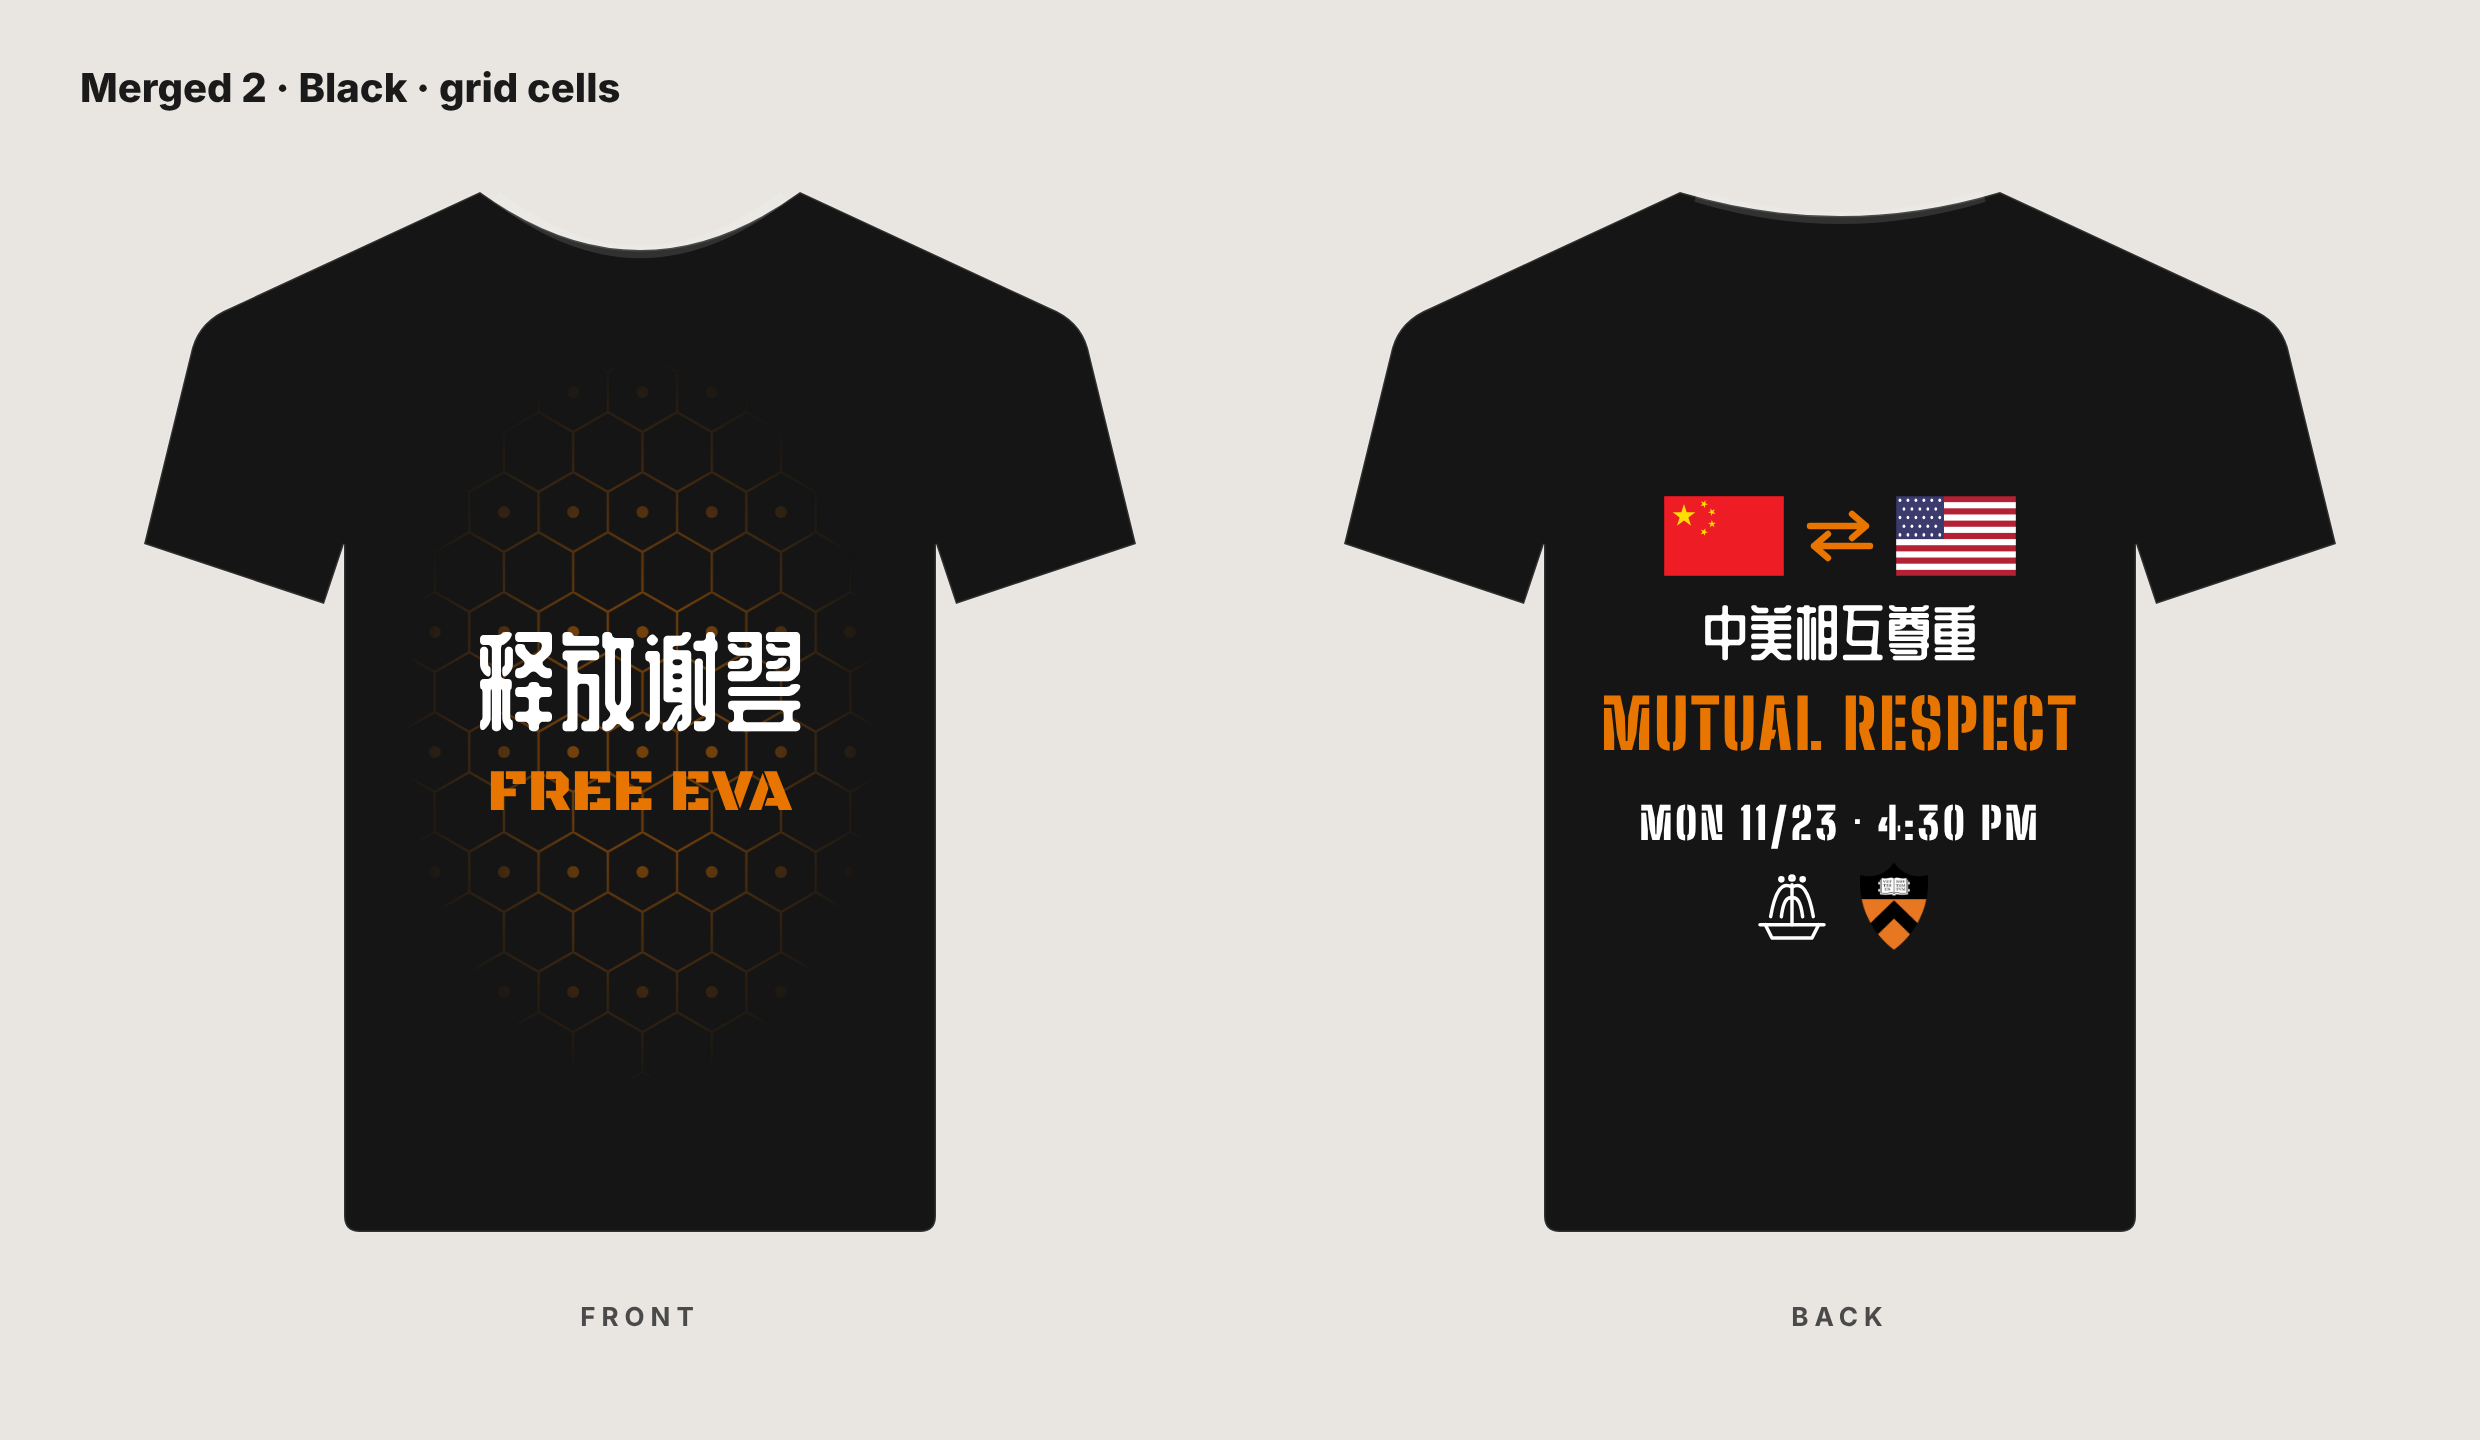 Merged 2 · Black · grid cells
释放谢翌
FREE EVA
FRONT
中美相互尊重
MUTUAL RESPECT
MON 11/23 · 4:30 PM
BACK